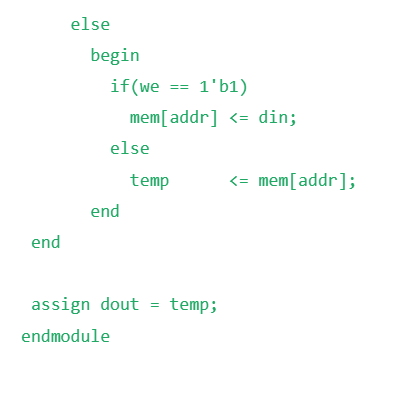 else
       begin
         if(we == 1'b1)
           mem[addr] <= din;
         else
           temp      <= mem[addr];
       end
 end

 assign dout = temp;
endmodule